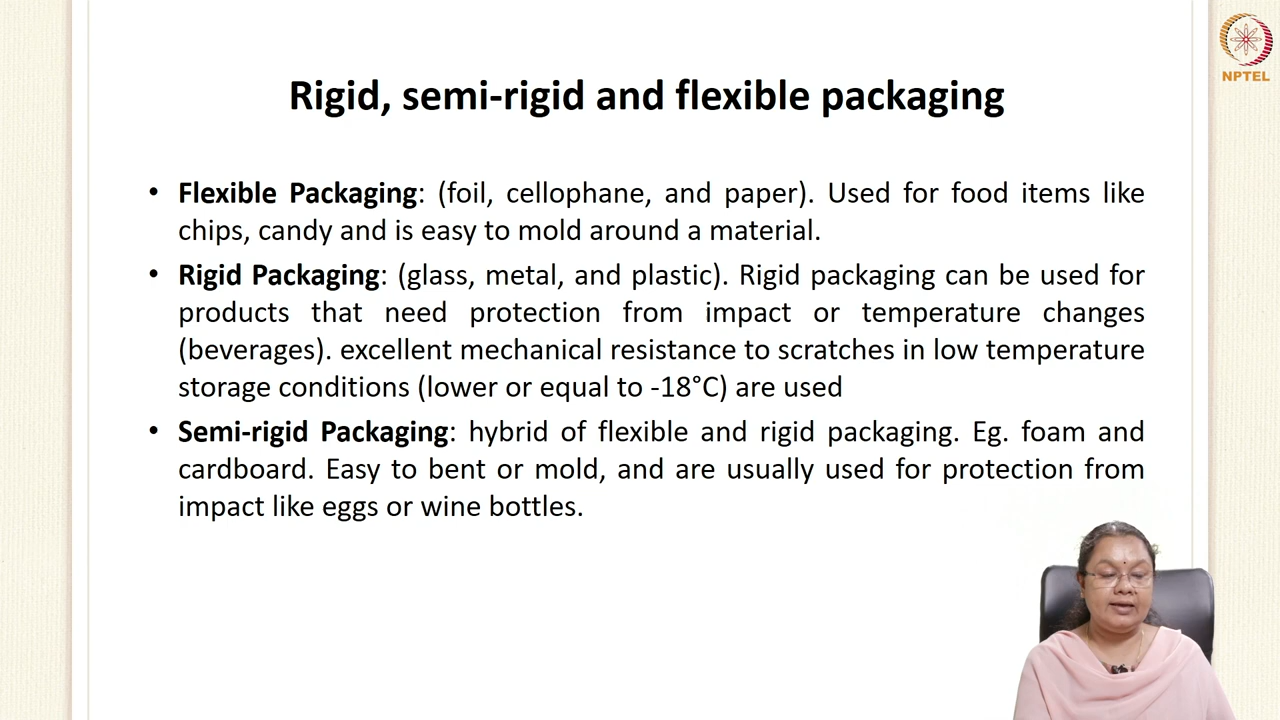 NPTEL
Rigid, semi-rigid and flexible packaging
• Flexible Packaging: (foil, cellophane, and paper). Used for food items like
chips, candy and is easy to mold around a material.
• Rigid Packaging: (glass, metal, and plastic). Rigid packaging can be used for
products that need protection from impact or temperature changes
(beverages). excellent mechanical resistance to scratches in low temperature
storage conditions (lower or equal to -18°C) are used
• Semi-rigid Packaging: hybrid of flexible and rigid packaging. Eg. foam and
cardboard. Easy to bent or mold, and are usually used for protection from
impact like eggs or wine bottles.